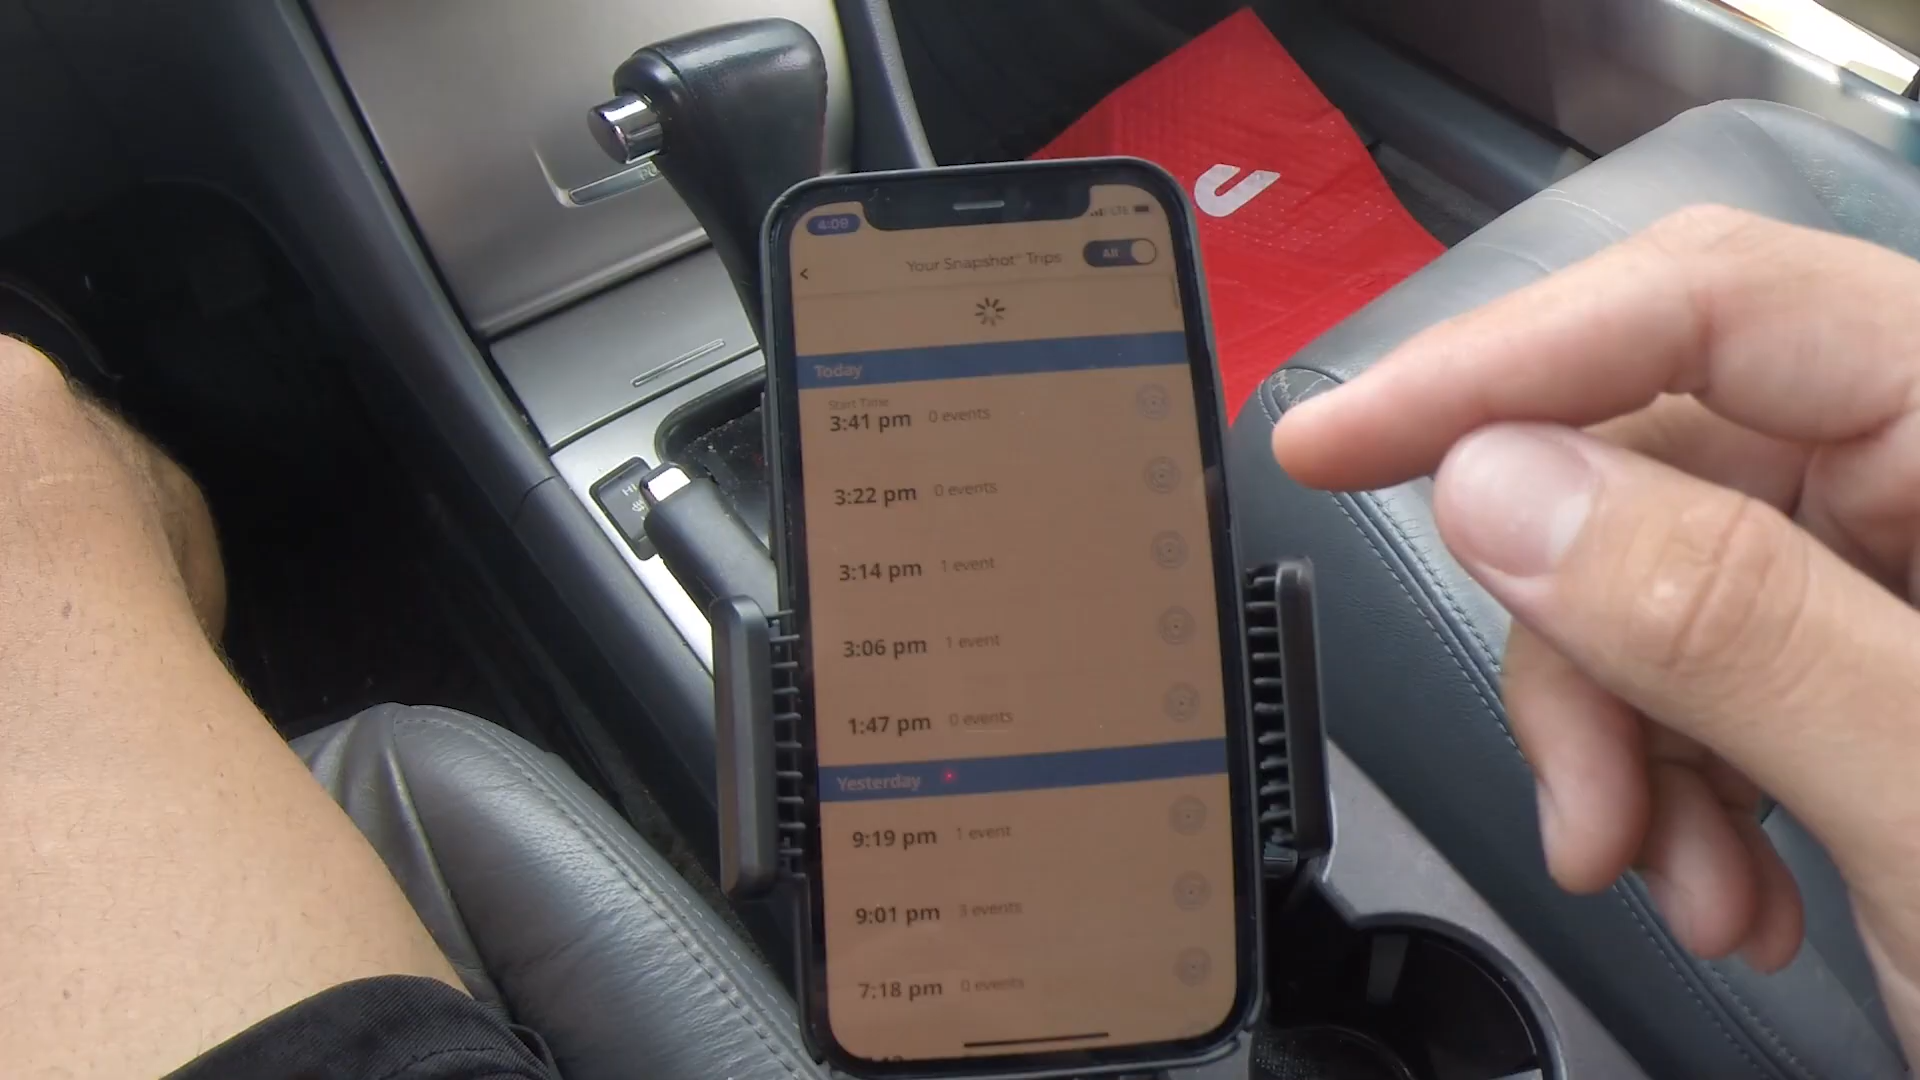 4:09
LTE
Your Snapshot® Trips
All
Today
Start Time
3:41 pm 0 events
3:22 pm 0 events
3:14 pm 1 event
3:06 pm 1 event
1:47 pm 0 events
Yesterday
9:19 pm 1 event
9:01 pm 3 events
7:18 pm 0 events
HI